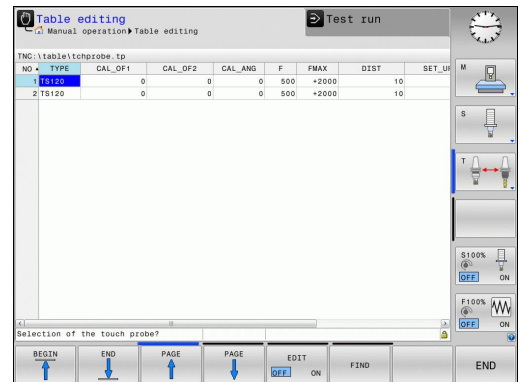 Table editing
Manual operation ▸ Table editing
Test run
TNC:\table\tchprobe.tp
NO TYPE CAL_OF1 CAL_OF2 CAL_ANG F FMAX DIST SET_U
1 TS120 0 0 0 500 +2000 10
2 TS120 0 0 0 500 +2000 10
Selection of the touch probe?
M
S
T
S100%
OFF ON
F100%
OFF ON
BEGIN
END
PAGE
PAGE
EDIT
OFF ON
FIND
END